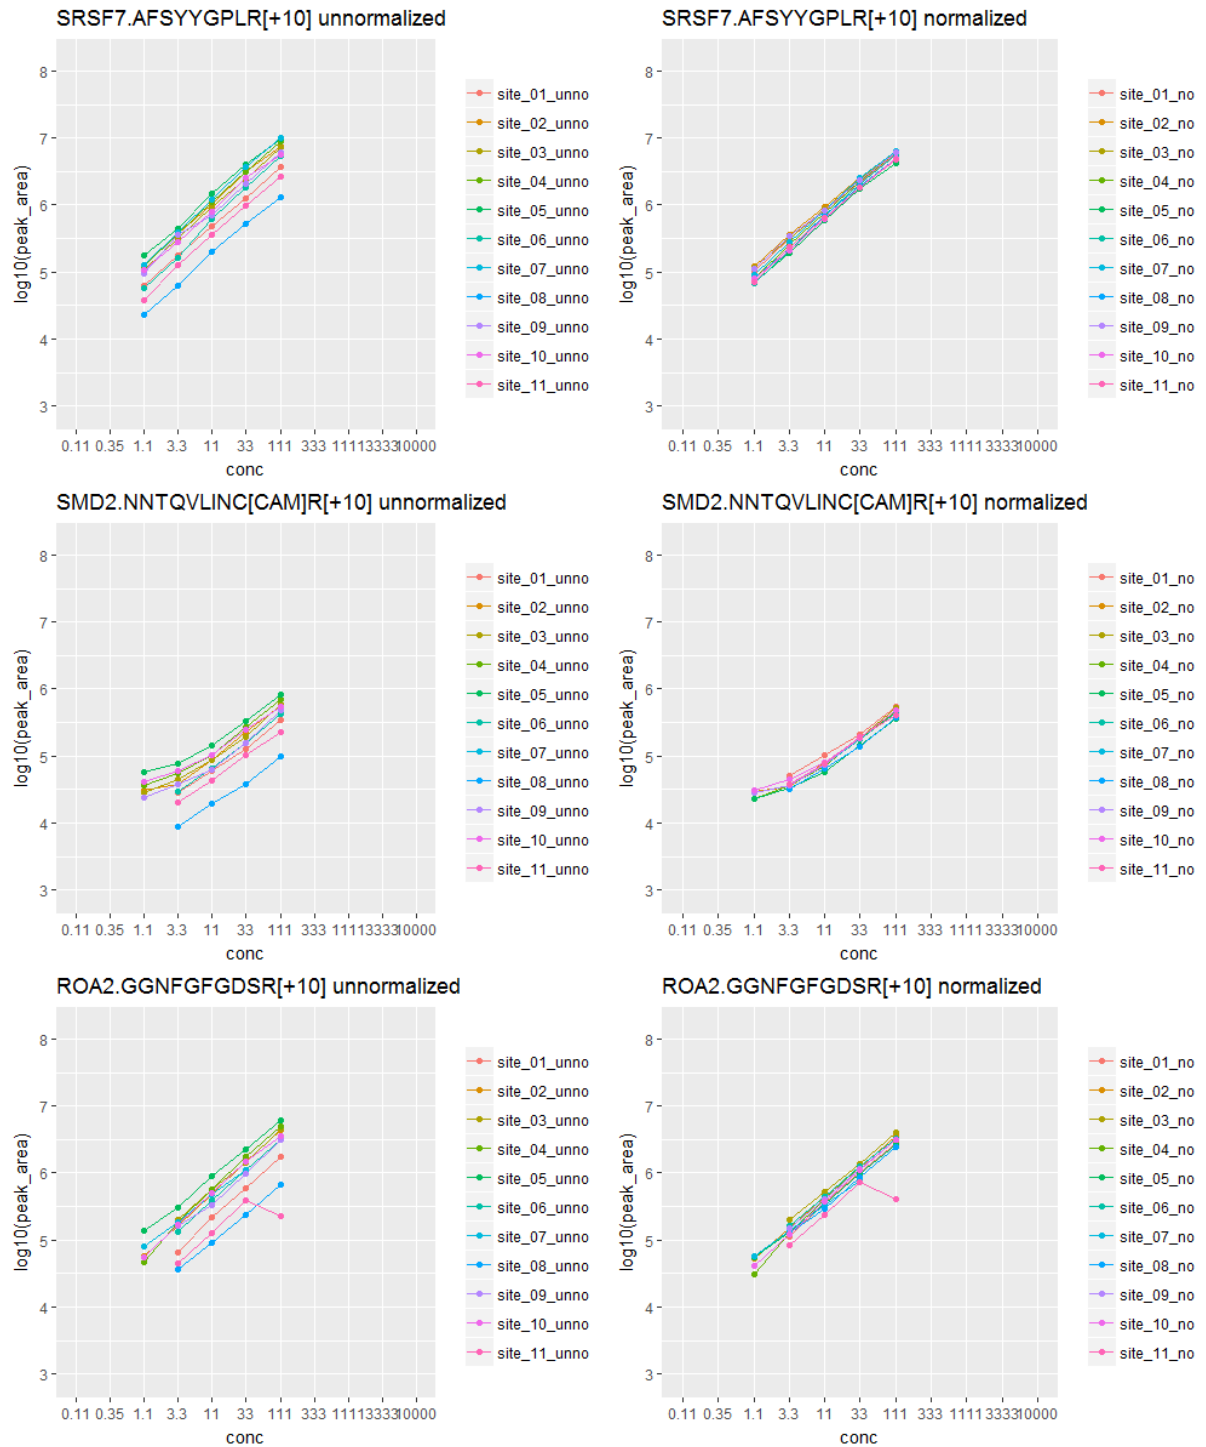 SRSF7.AFSYYGPLR[+10] unnormalized
8
7
6
5
4
3
log10(peak_area)
0.11 0.35 1.1 3.3 11 33 111 333 1111 3333 10000
conc
site_01_unno
site_02_unno
site_03_unno
site_04_unno
site_05_unno
site_06_unno
site_07_unno
site_08_unno
site_09_unno
site_10_unno
site_11_unno
SRSF7.AFSYYGPLR[+10] normalized
8
7
6
5
4
3
log10(peak_area)
0.11 0.35 1.1 3.3 11 33 111 333 1111 3333 10000
conc
site_01_no
site_02_no
site_03_no
site_04_no
site_05_no
site_06_no
site_07_no
site_08_no
site_09_no
site_10_no
site_11_no
SMD2.NNTQVLINC[CAM]R[+10] unnormalized
8
7
6
5
4
3
log10(peak_area)
0.11 0.35 1.1 3.3 11 33 111 333 1111 3333 10000
conc
site_01_unno
site_02_unno
site_03_unno
site_04_unno
site_05_unno
site_06_unno
site_07_unno
site_08_unno
site_09_unno
site_10_unno
site_11_unno
SMD2.NNTQVLINC[CAM]R[+10] normalized
8
7
6
5
4
3
log10(peak_area)
0.11 0.35 1.1 3.3 11 33 111 333 1111 3333 10000
conc
site_01_no
site_02_no
site_03_no
site_04_no
site_05_no
site_06_no
site_07_no
site_08_no
site_09_no
site_10_no
site_11_no
ROA2.GGNFGFGDSR[+10] unnormalized
8
7
6
5
4
3
log10(peak_area)
0.11 0.35 1.1 3.3 11 33 111 333 1111 3333 10000
conc
site_01_unno
site_02_unno
site_03_unno
site_04_unno
site_05_unno
site_06_unno
site_07_unno
site_08_unno
site_09_unno
site_10_unno
site_11_unno
ROA2.GGNFGFGDSR[+10] normalized
8
7
6
5
4
3
log10(peak_area)
0.11 0.35 1.1 3.3 11 33 111 333 1111 3333 10000
conc
site_01_no
site_02_no
site_03_no
site_04_no
site_05_no
site_06_no
site_07_no
site_08_no
site_09_no
site_10_no
site_11_no